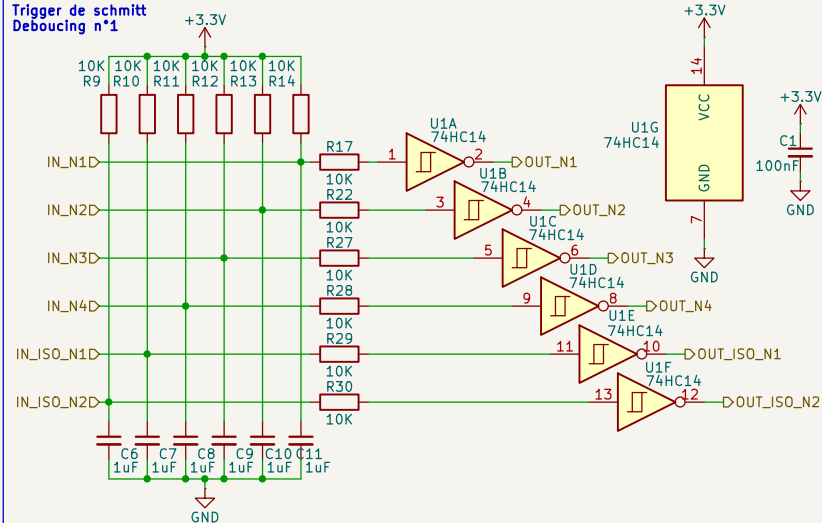 Trigger de schmitt
Deboucing n°1
+3.3V
10K 10K 10K 10K 10K 10K
R9 R10 R11 R12 R13 R14
IN_N1
R17
10K
1
U1A
74HC14
2
OUT_N1
IN_N2
R22
10K
3
U1B
74HC14
4
OUT_N2
IN_N3
R27
10K
5
U1C
74HC14
6
OUT_N3
IN_N4
R28
10K
9
U1D
74HC14
8
OUT_N4
IN_ISO_N1
R29
10K
11
U1E
74HC14
10
OUT_ISO_N1
IN_ISO_N2
R30
10K
13
U1F
74HC14
12
OUT_ISO_N2
C6 C7 C8 C9 C10 C11
1uF 1uF 1uF 1uF 1uF 1uF
GND
+3.3V
14
VCC
U1G
74HC14
GND
7
GND
+3.3V
C1
100nF
GND